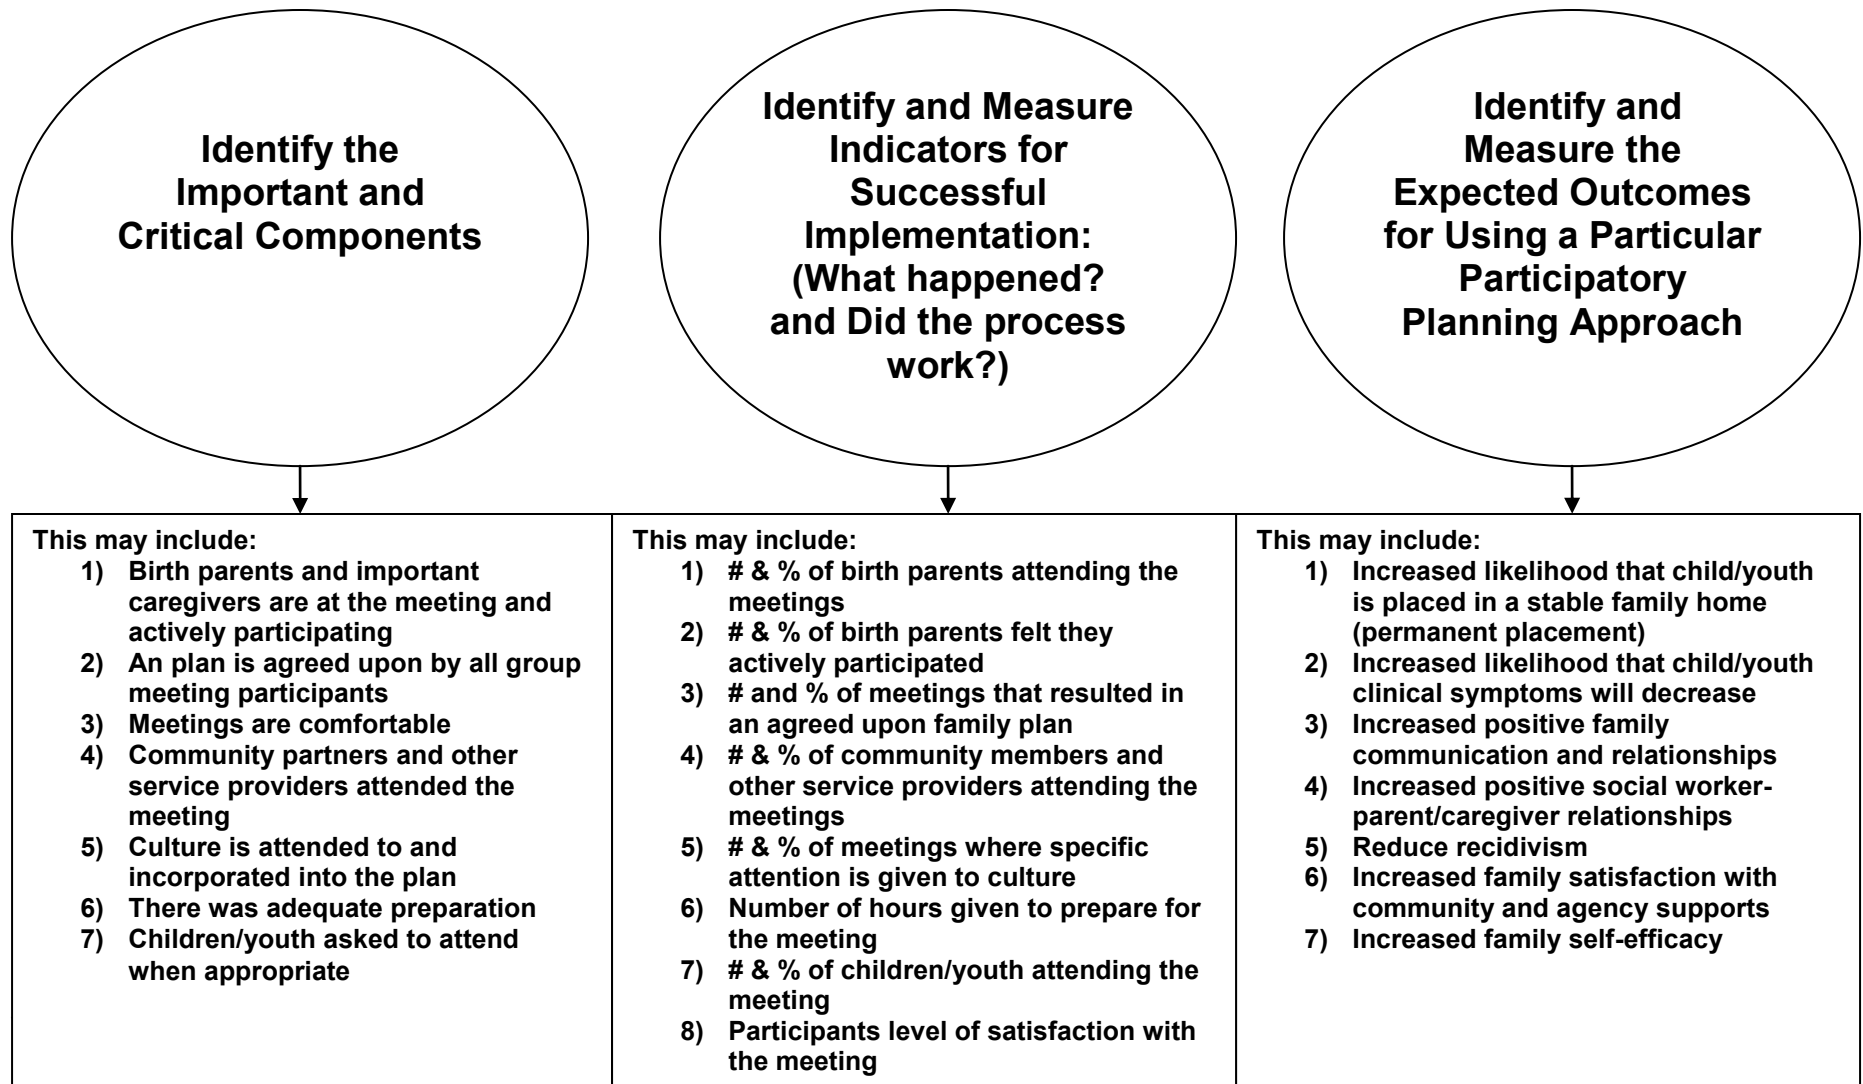 Identify the
Important and
Critical Components
Identify and Measure
Indicators for
Successful
Implementation:
(What happened?
and Did the process
work?)
Identify and
Measure the
Expected Outcomes
for Using a Particular
Participatory
Planning Approach
This may include:
1) Birth parents and important
caregivers are at the meeting and
actively participating
2) An plan is agreed upon by all group
meeting participants
3) Meetings are comfortable
4) Community partners and other
service providers attended the
meeting
5) Culture is attended to and
incorporated into the plan
6) There was adequate preparation
7) Children/youth asked to attend
when appropriate
This may include:
1) # & % of birth parents attending the
meetings
2) # & % of birth parents felt they
actively participated
3) # and % of meetings that resulted in
an agreed upon family plan
4) # & % of community members and
other service providers attending the
meetings
5) # & % of meetings where specific
attention is given to culture
6) Number of hours given to prepare for
the meeting
7) # & % of children/youth attending the
meeting
8) Participants level of satisfaction with
the meeting
This may include:
1) Increased likelihood that child/youth
is placed in a stable family home
(permanent placement)
2) Increased likelihood that child/youth
clinical symptoms will decrease
3) Increased positive family
communication and relationships
4) Increased positive social worker-
parent/caregiver relationships
5) Reduce recidivism
6) Increased family satisfaction with
community and agency supports
7) Increased family self-efficacy